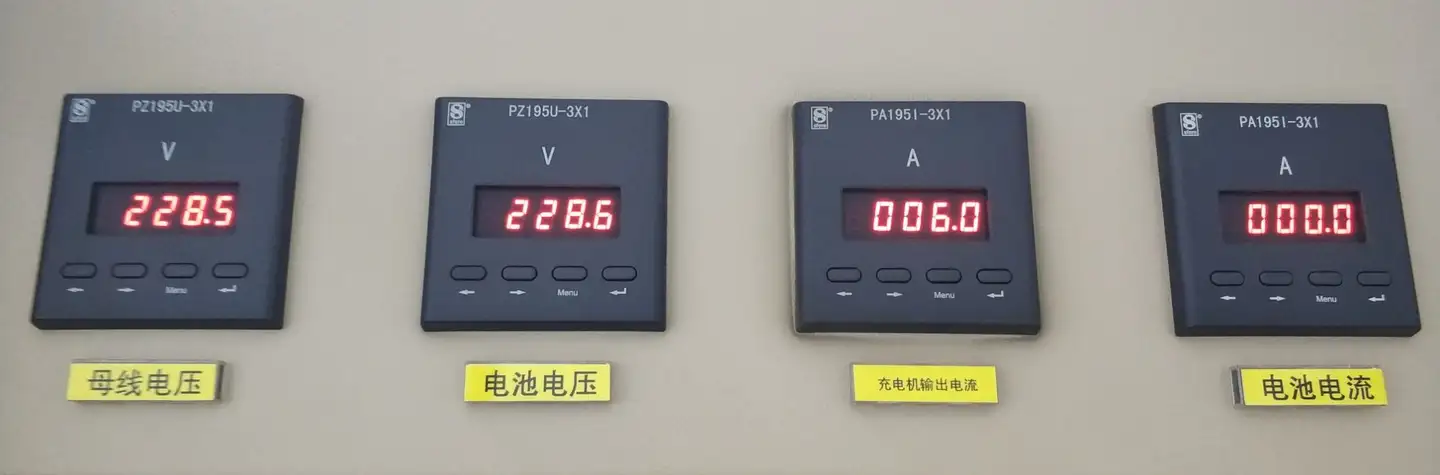 PZ195U-3X1
V
228.5
Menu
母线电压
PZ195U-3X1
V
228.6
Menu
电池电压
PA195I-3X1
A
006.0
Menu
充电机输出电流
PA195I-3X1
A
000.0
Menu
电池电流